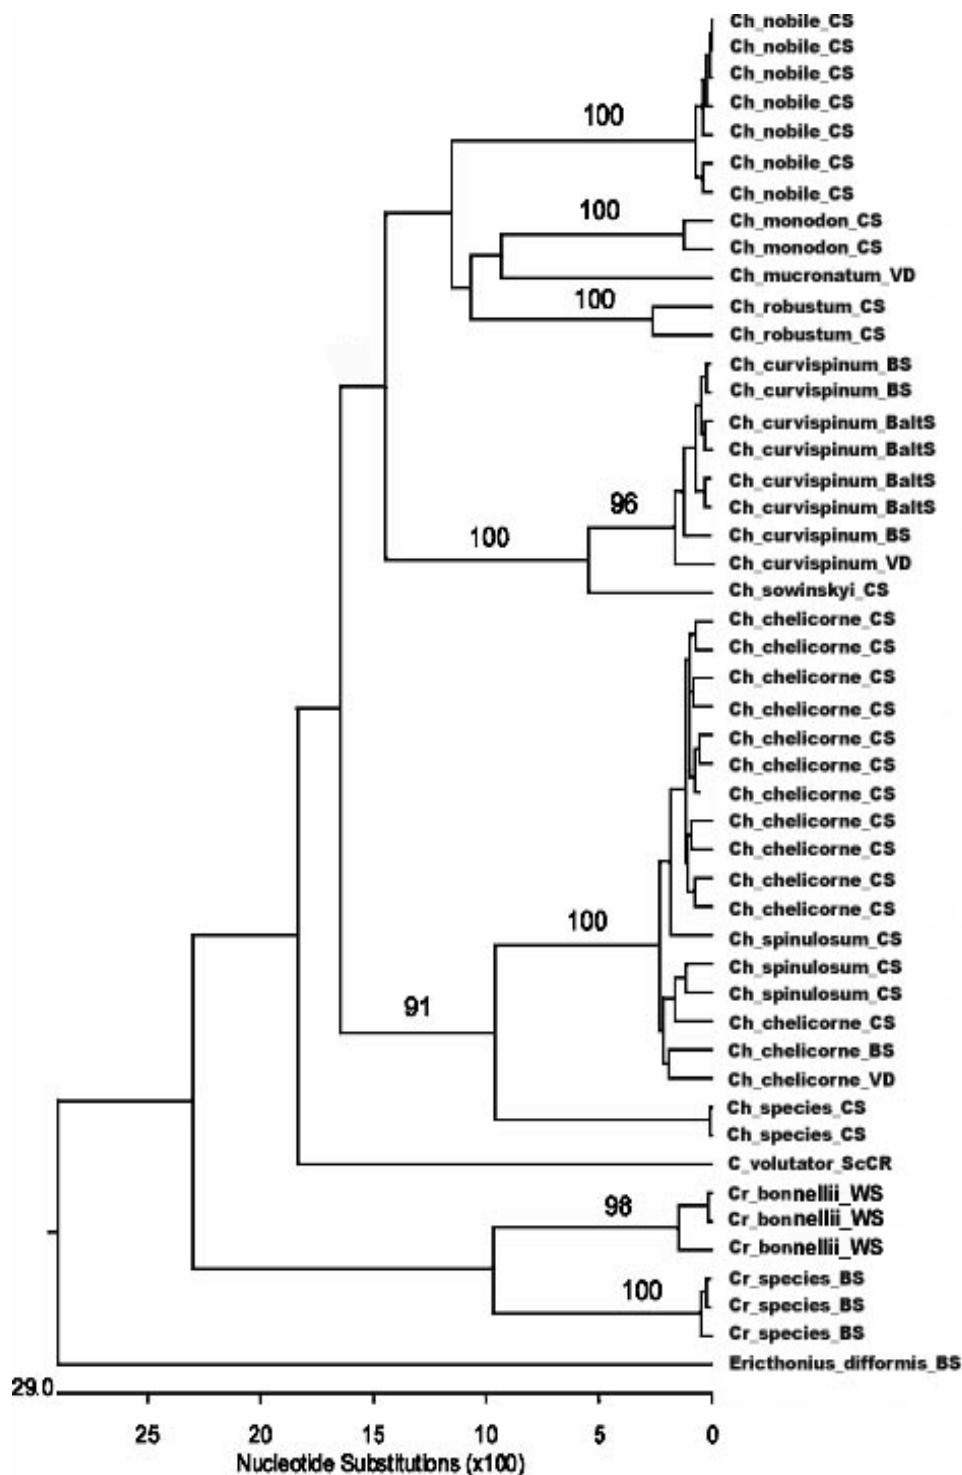 Ch_nobile_CS
Ch_nobile_CS
Ch_nobile_CS
Ch_nobile_CS
100
Ch_nobile_CS
Ch_nobile_CS
Ch_nobile_CS
100
Ch_monodon_CS
Ch_monodon_CS
Ch_mucronatum_VD
100
Ch_robustum_CS
Ch_robustum_CS
Ch_curvispinum_BS
Ch_curvispinum_BS
Ch_curvispinum_BaltS
Ch_curvispinum_BaltS
Ch_curvispinum_BaltS
96
Ch_curvispinum_BaltS
Ch_curvispinum_BS
100
Ch_curvispinum_VD
Ch_sowinskyi_CS
Ch_chelicorne_CS
Ch_chelicorne_CS
Ch_chelicorne_CS
Ch_chelicorne_CS
Ch_chelicorne_CS
Ch_chelicorne_CS
Ch_chelicorne_CS
Ch_chelicorne_CS
Ch_chelicorne_CS
Ch_chelicorne_CS
Ch_chelicorne_CS
100
Ch_spinulosum_CS
Ch_spinulosum_CS
Ch_spinulosum_CS
91
Ch_chelicorne_CS
Ch_chelicorne_BS
Ch_chelicorne_VD
Ch_species_CS
Ch_species_CS
C_volutator_ScCR
Cr_bonnellii_WS
98
Cr_bonnellii_WS
Cr_bonnellii_WS
Cr_species_BS
100
Cr_species_BS
Cr_species_BS
Ericthonius_difformis_BS
29.0
25 20 15 10 5 0
Nucleotide Substitutions (x100)